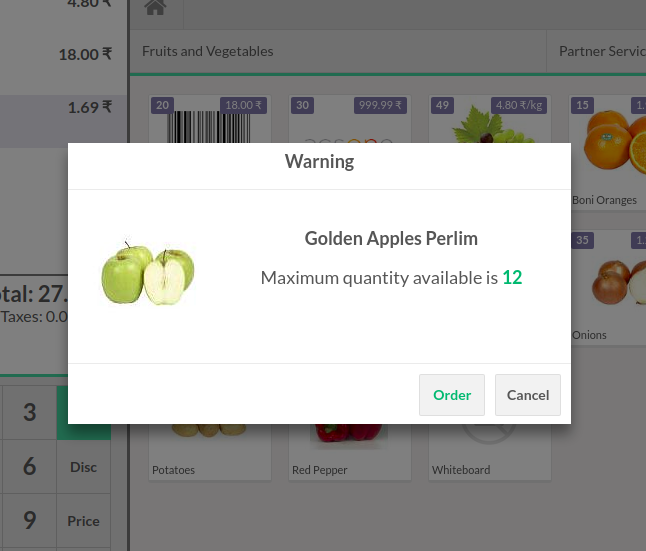 4.80 ₹
18.00 ₹
1.69 ₹
Fruits and Vegetables
Partner Servic
20
18.00 ₹
30
999.99 ₹
49
4.80 ₹/kg
15
1.
Boni Oranges
35
1.
Onions
Warning
Golden Apples Perlim
Maximum quantity available is 12
Order
Cancel
tal: 27.
Taxes: 0.0
3
6
Disc
9
Price
Potatoes
Red Pepper
Whiteboard